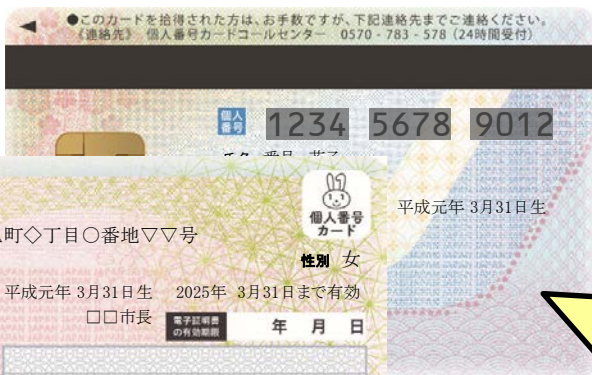 ◀ ●このカードを拾得された方は、お手数ですが、下記連絡先までご連絡ください。
《連絡先》 個人番号カードコールセンター 0570-783-578(24時間受付)
個人番号 1234 5678 9012
番号 花子
平成元年 3月31日生
個人番号
カード
町◇丁目○番地▽▽号
性別 女
平成元年 3月31日生 2025年 3月31日まで有効
□□市長
電子証明書
の有効期限
年 月 日